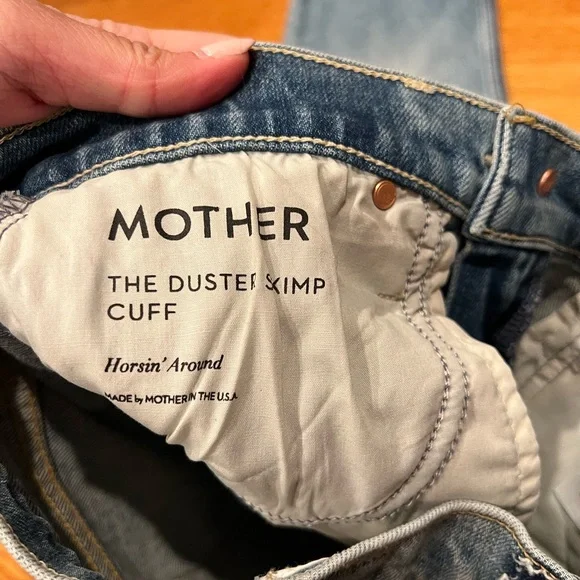 MOTHER
THE DUSTER SKIMP
CUFF
Horsin' Around
MADE by MOTHER IN THE U.S.A.